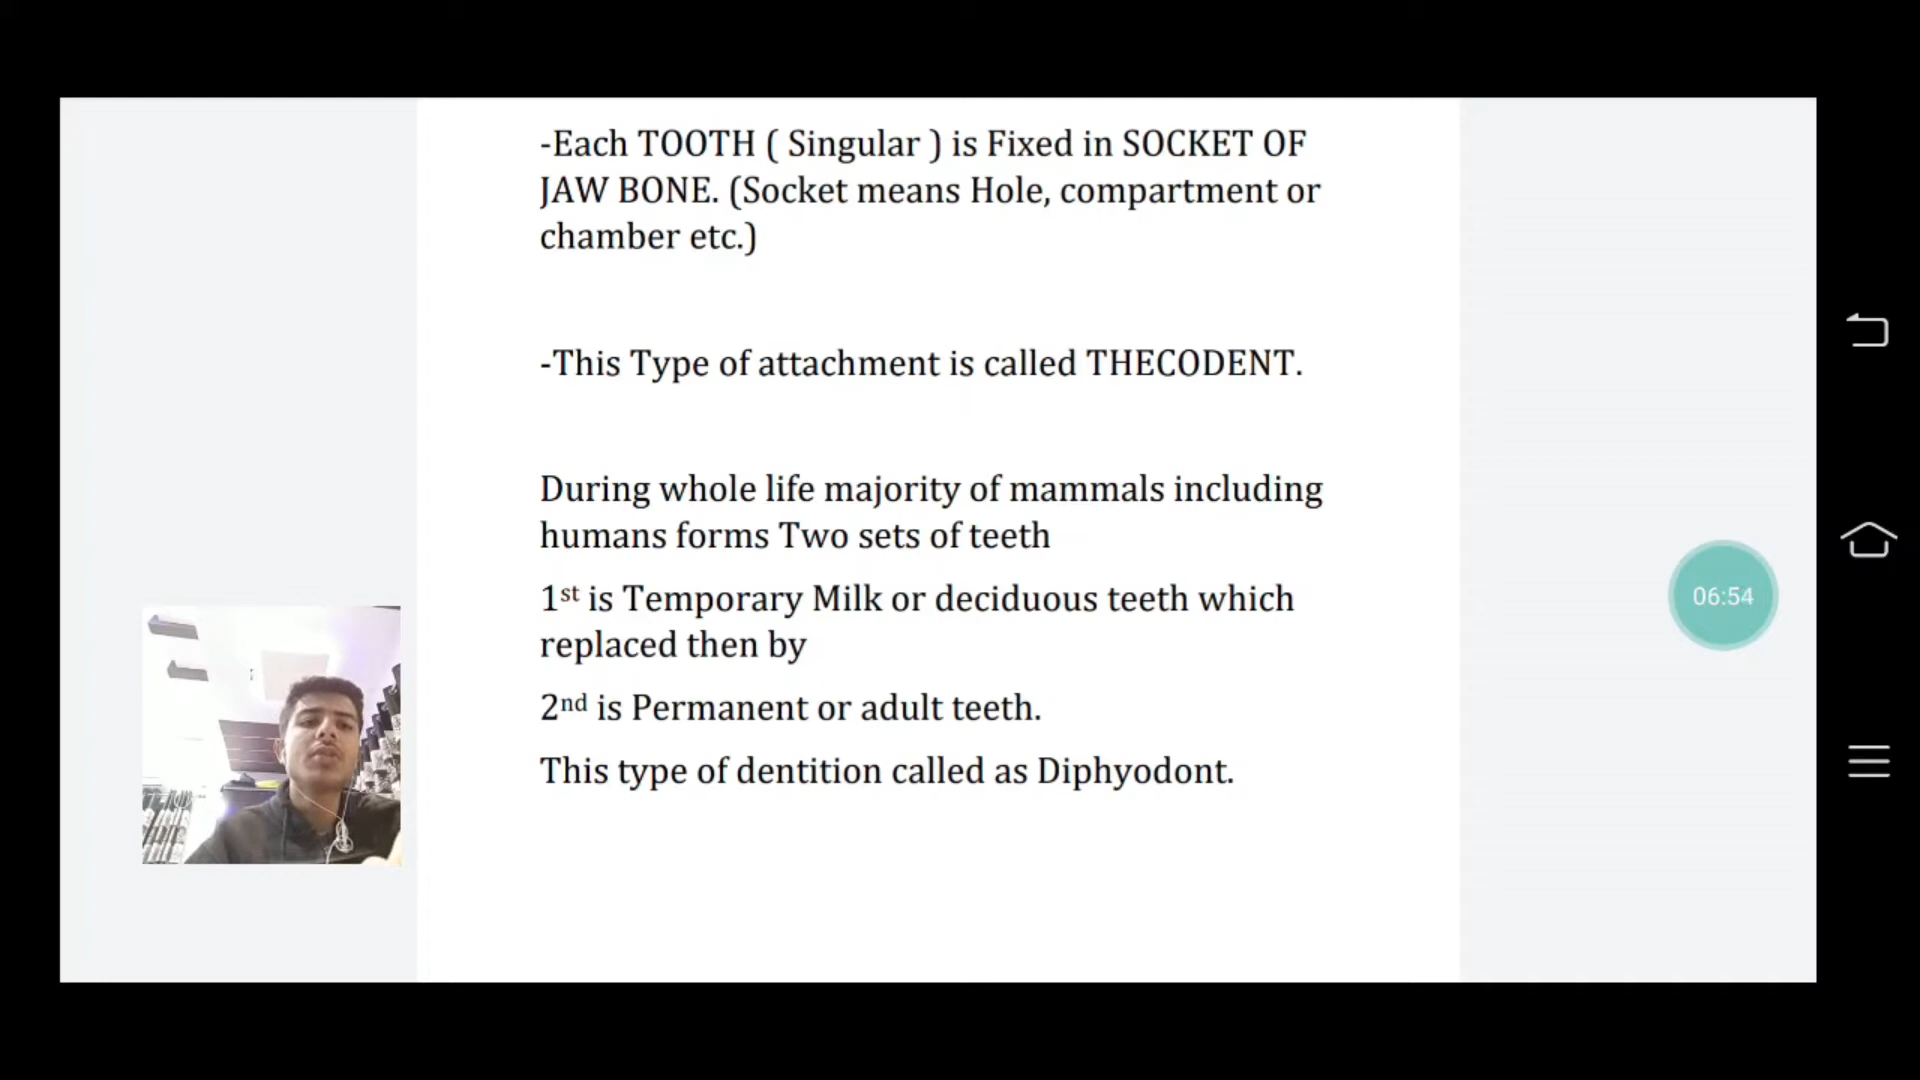 -Each TOOTH ( Singular ) is Fixed in SOCKET OF
JAW BONE. (Socket means Hole, compartment or
chamber etc.)
-This Type of attachment is called THECODENT.
During whole life majority of mammals including
humans forms Two sets of teeth
1st is Temporary Milk or deciduous teeth which
replaced then by
2nd is Permanent or adult teeth.
This type of dentition called as Diphyodont.
06:54